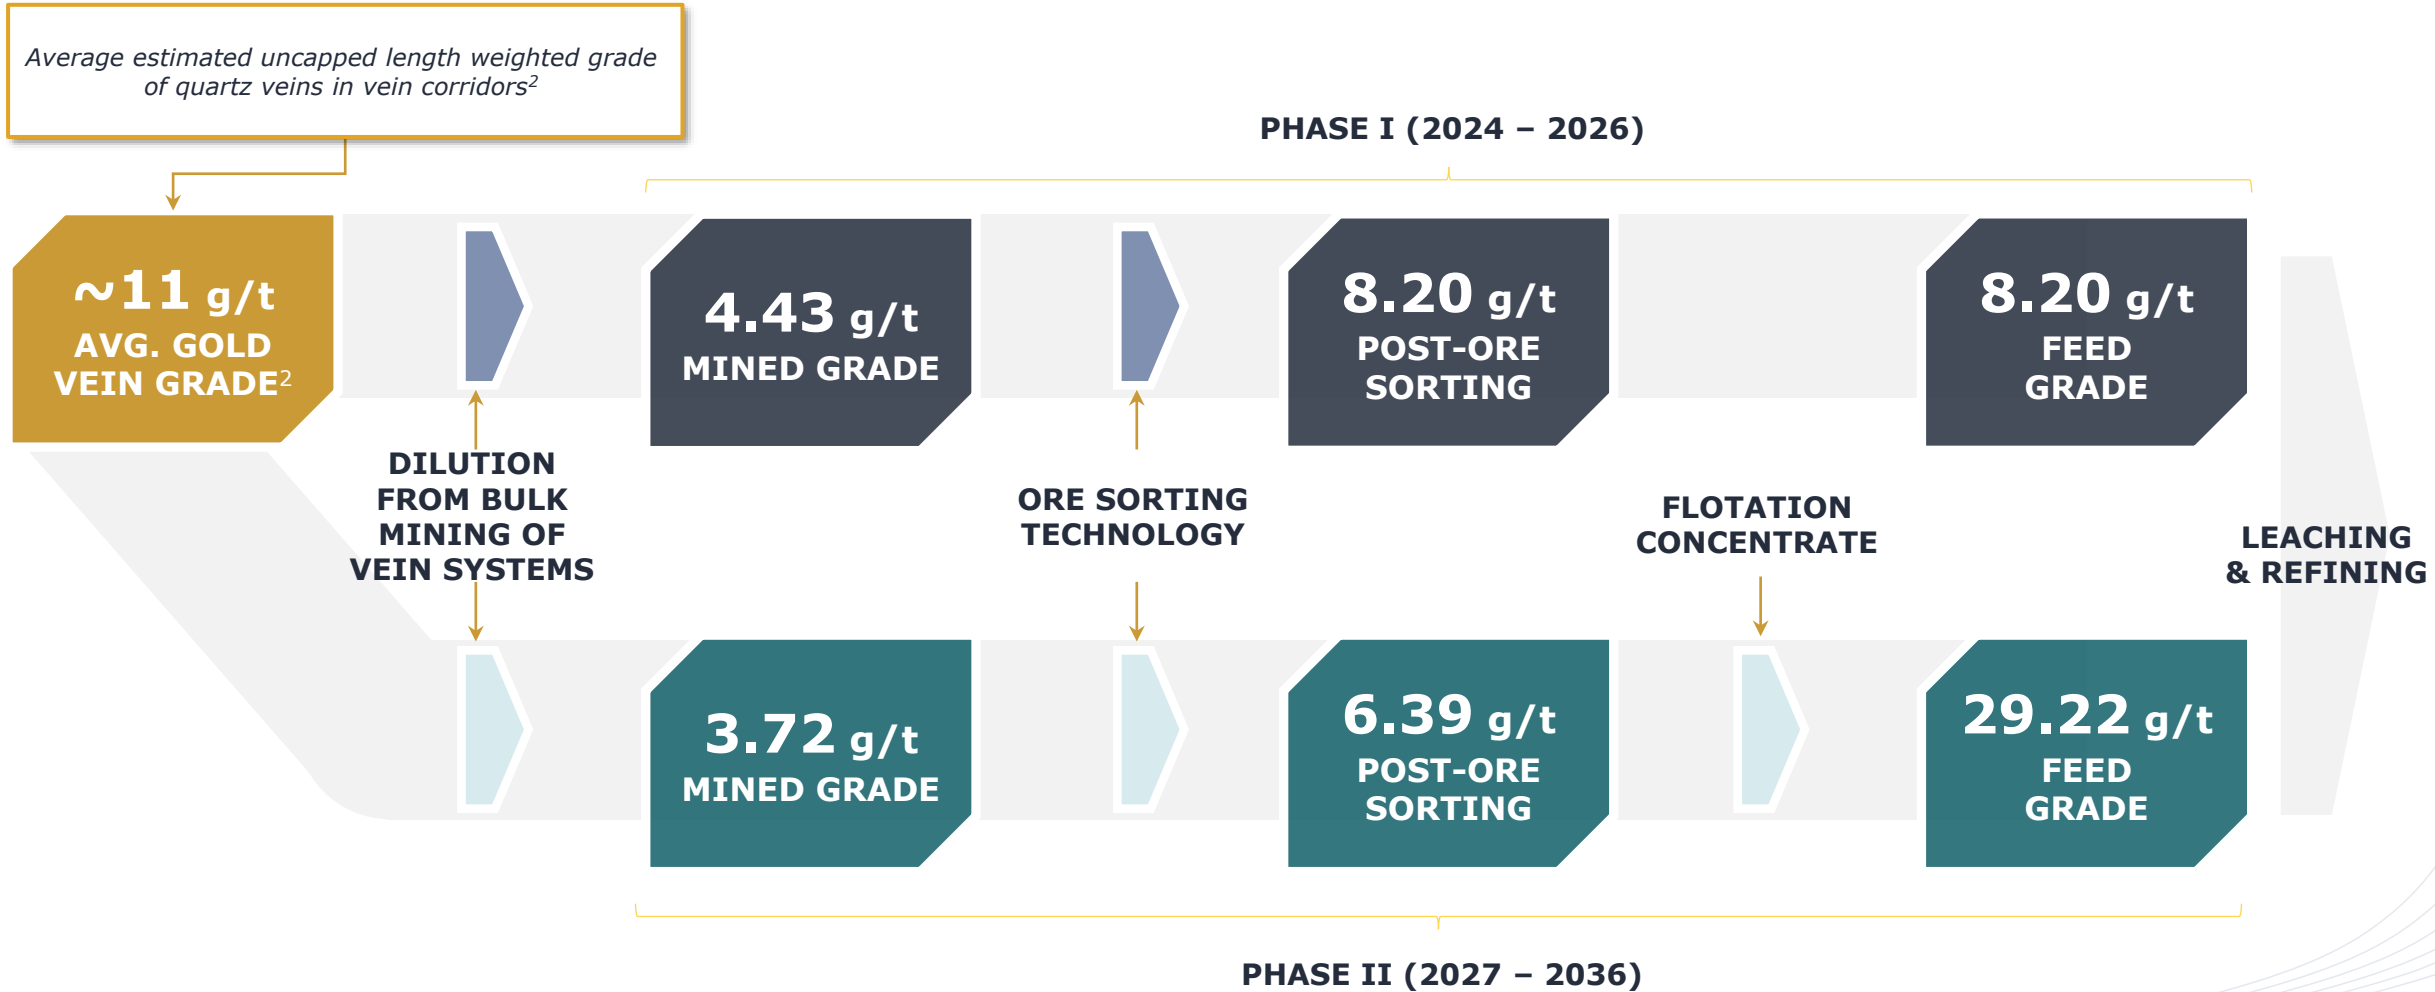 Average estimated uncapped length weighted grade
of quartz veins in vein corridors²
PHASE I (2024 – 2026)
~11 g/t
AVG. GOLD
VEIN GRADE²
4.43 g/t
MINED GRADE
8.20 g/t
POST-ORE
SORTING
8.20 g/t
FEED
GRADE
DILUTION
FROM BULK
MINING OF
VEIN SYSTEMS
ORE SORTING
TECHNOLOGY
FLOTATION
CONCENTRATE
LEACHING
& REFINING
3.72 g/t
MINED GRADE
6.39 g/t
POST-ORE
SORTING
29.22 g/t
FEED
GRADE
PHASE II (2027 – 2036)